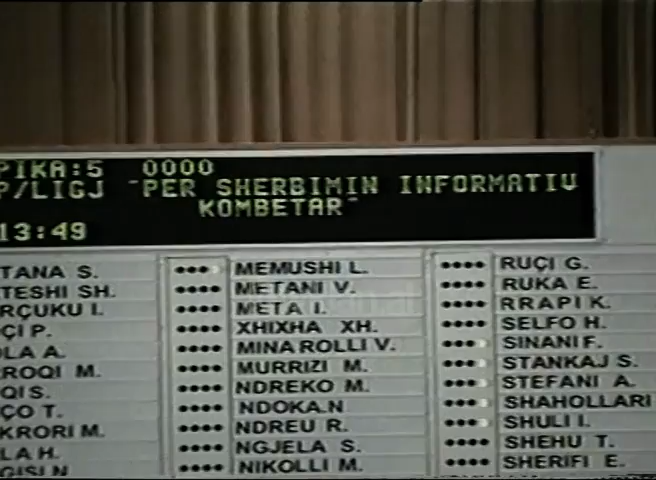 PIKA:5 0000
P/LIGJ "PER SHERBIMIN INFORMATIV
KOMBETAR"
13:49
TANA S.
TESHI SH.
RÇUKU I.
ÇI P.
LA A.
ROQI M.
QI S.
ÇO T.
KRORI M.
LA H.
GISI N
MEMUSHI L.
METANI V.
META I.
XHIXHA XH.
MINAROLLI V.
MURRIZI M.
NDREKO M.
NDOKA.N
NDREU R.
NGJELA S.
NIKOLLI M.
RUÇI G.
RUKA E.
RRAPI K.
SELFO H.
SINANI F.
STANKAJ S.
STEFANI A.
SHAHOLLARI
SHULI I.
SHEHU T.
SHERIFI E.